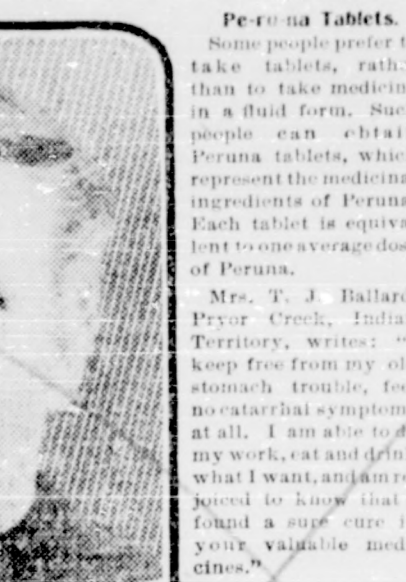 Pe-ru-na Tablets.
Some people prefer t
take tablets, rath
than to take medicin
in a fluid form. Suc
people can obtai
Peruna tablets, whic
represent the medicina
ingredients of Peruna
Each tablet is equiva
lent to one average dos
of Peruna.
Mrs. T. J. Ballard
Pryor Creek, India
Territory, writes: "
keep free from my ol
stomach trouble, fee
no catarrhal symptom
at all. I am able to d
my work, eat and drin
what I want, and am re
joiced to know that
found a sure cure i
your valuable med
cines."